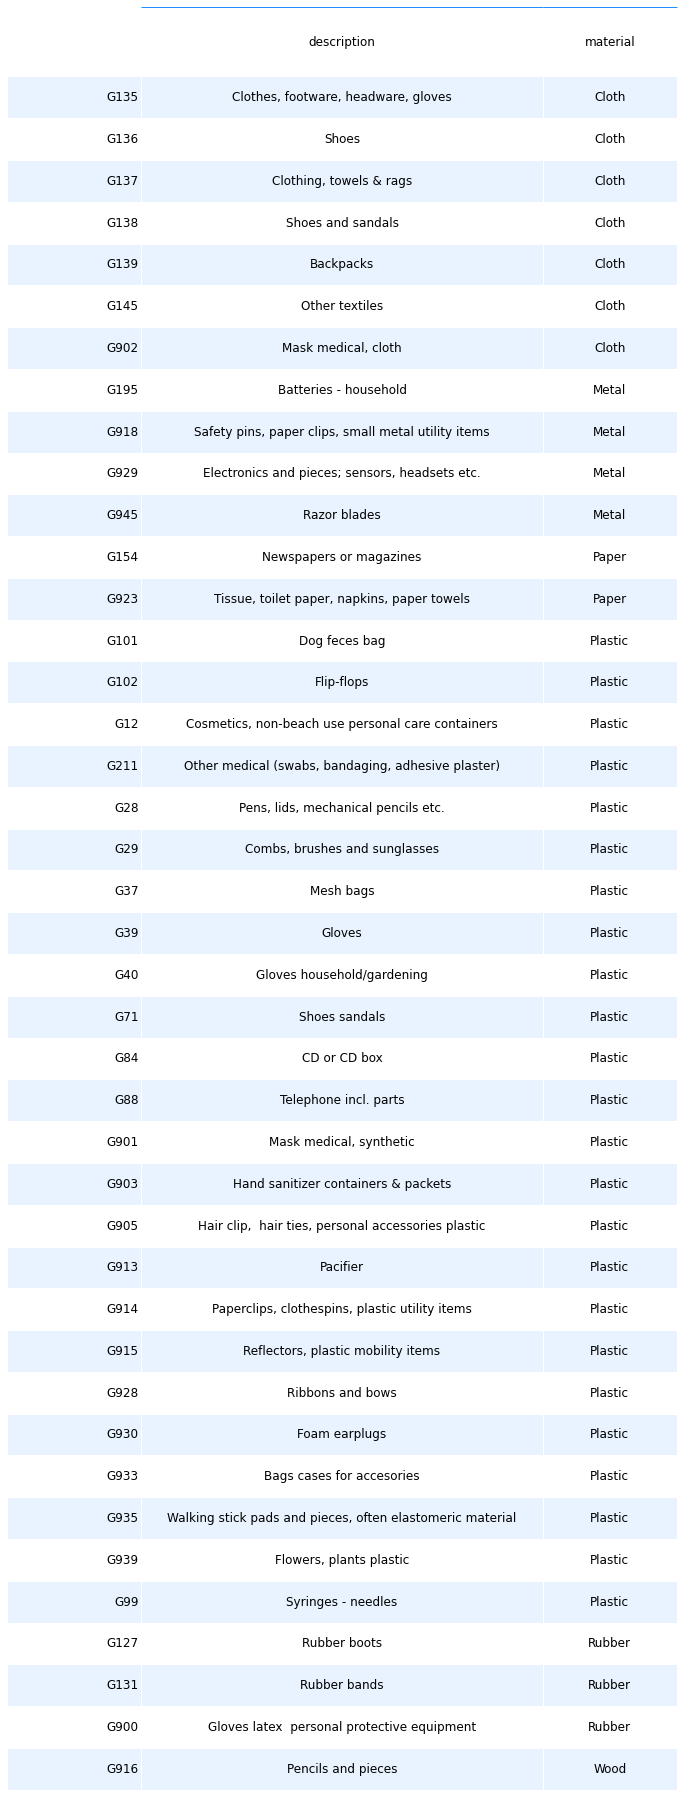 description material
G135 Clothes, footware, headware, gloves Cloth
G136 Shoes Cloth
G137 Clothing, towels & rags Cloth
G138 Shoes and sandals Cloth
G139 Backpacks Cloth
G145 Other textiles Cloth
G902 Mask medical, cloth Cloth
G195 Batteries - household Metal
G918 Safety pins, paper clips, small metal utility items Metal
G929 Electronics and pieces; sensors, headsets etc. Metal
G945 Razor blades Metal
G154 Newspapers or magazines Paper
G923 Tissue, toilet paper, napkins, paper towels Paper
G101 Dog feces bag Plastic
G102 Flip-flops Plastic
G12 Cosmetics, non-beach use personal care containers Plastic
G211 Other medical (swabs, bandaging, adhesive plaster) Plastic
G28 Pens, lids, mechanical pencils etc. Plastic
G29 Combs, brushes and sunglasses Plastic
G37 Mesh bags Plastic
G39 Gloves Plastic
G40 Gloves household/gardening Plastic
G71 Shoes sandals Plastic
G84 CD or CD box Plastic
G88 Telephone incl. parts Plastic
G901 Mask medical, synthetic Plastic
G903 Hand sanitizer containers & packets Plastic
G905 Hair clip,  hair ties, personal accessories plastic Plastic
G913 Pacifier Plastic
G914 Paperclips, clothespins, plastic utility items Plastic
G915 Reflectors, plastic mobility items Plastic
G928 Ribbons and bows Plastic
G930 Foam earplugs Plastic
G933 Bags cases for accesories Plastic
G935 Walking stick pads and pieces, often elastomeric material Plastic
G939 Flowers, plants plastic Plastic
G99 Syringes - needles Plastic
G127 Rubber boots Rubber
G131 Rubber bands Rubber
G900 Gloves latex  personal protective equipment Rubber
G916 Pencils and pieces Wood